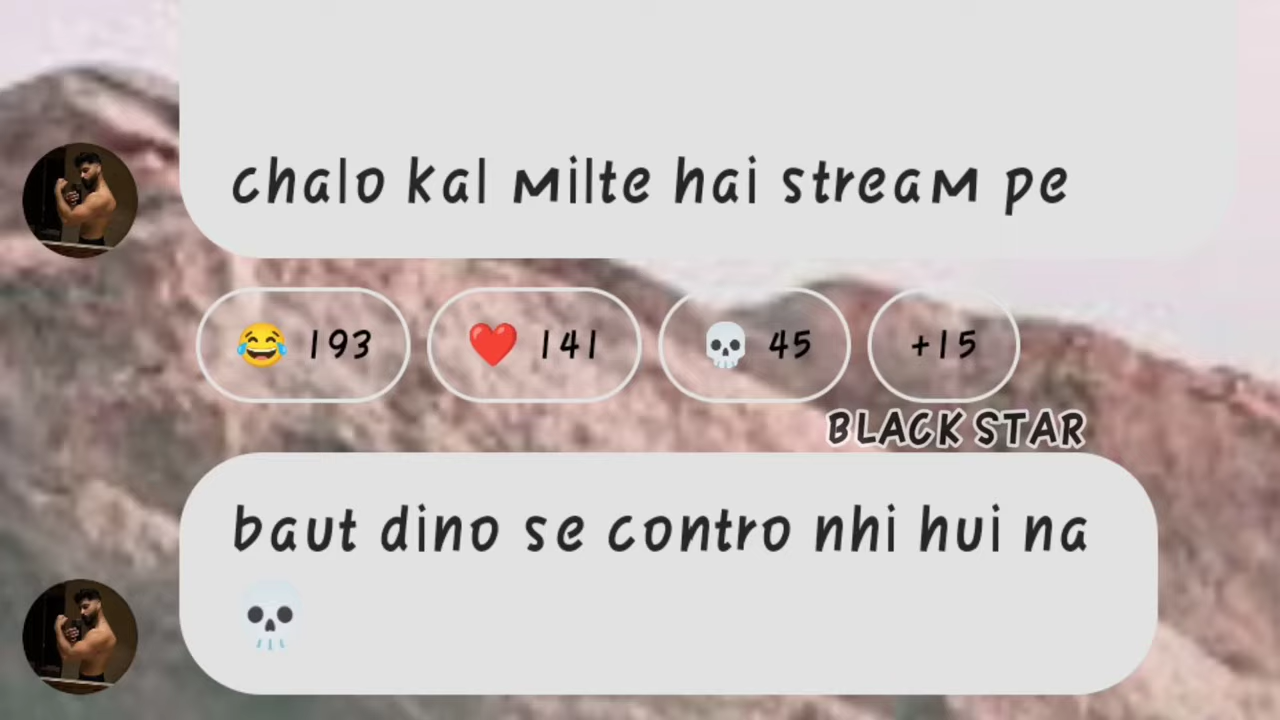 chalo kal milte hai stream pe
😂 193 ❤️ 141 💀 45 +15
BLACK STAR
baut dino se contro nhi hui na
💀